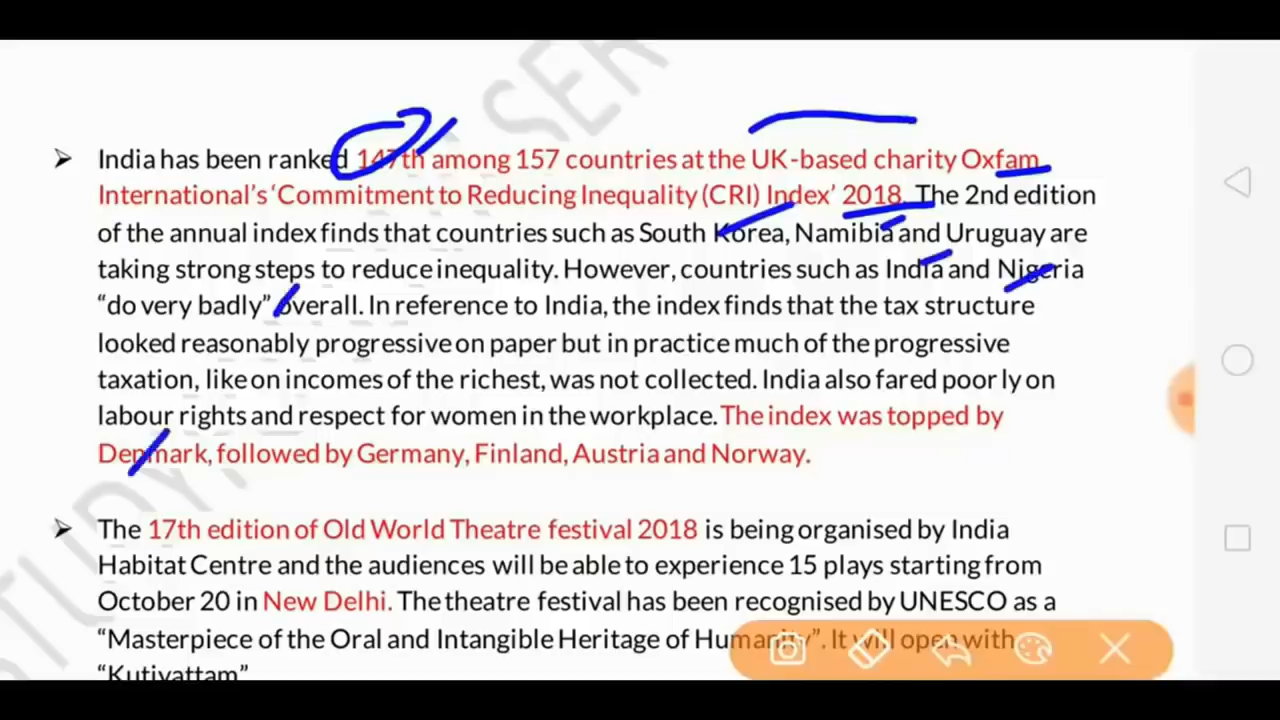 India has been ranked 147th among 157 countries at the UK-based charity Oxfam
International's 'Commitment to Reducing Inequality (CRI) Index' 2018. The 2nd edition
of the annual index finds that countries such as South Korea, Namibia and Uruguay are
taking strong steps to reduce inequality. However, countries such as India and Nigeria
"do very badly" overall. In reference to India, the index finds that the tax structure
looked reasonably progressive on paper but in practice much of the progressive
taxation, like on incomes of the richest, was not collected. India also fared poorly on
labour rights and respect for women in the workplace. The index was topped by
Denmark, followed by Germany, Finland, Austria and Norway.
The 17th edition of Old World Theatre festival 2018 is being organised by India
Habitat Centre and the audiences will be able to experience 15 plays starting from
October 20 in New Delhi. The theatre festival has been recognised by UNESCO as a
"Masterpiece of the Oral and Intangible Heritage of Humanity". It will open with
"Kutiyattam"